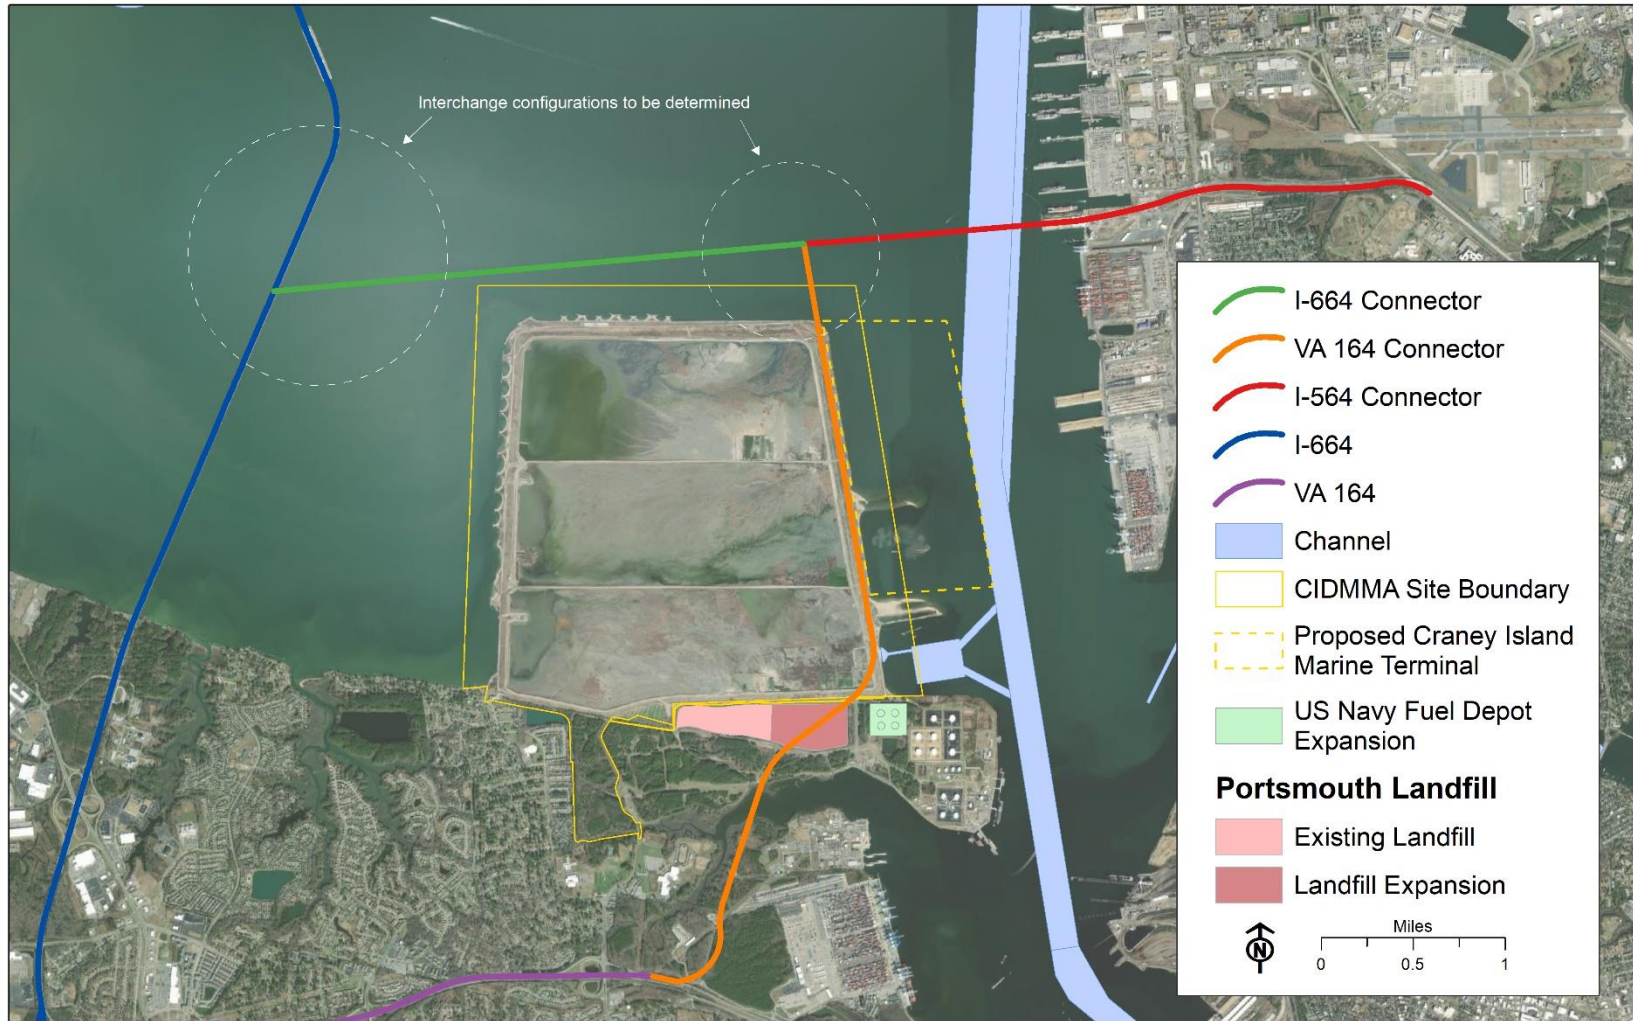 Interchange configurations to be determined
I-664 Connector
VA 164 Connector
I-564 Connector
I-664
VA 164
Channel
CIDMMA Site Boundary
Proposed Craney Island
Marine Terminal
US Navy Fuel Depot
Expansion
Portsmouth Landfill
Existing Landfill
Landfill Expansion
N
Miles
0 0.5 1